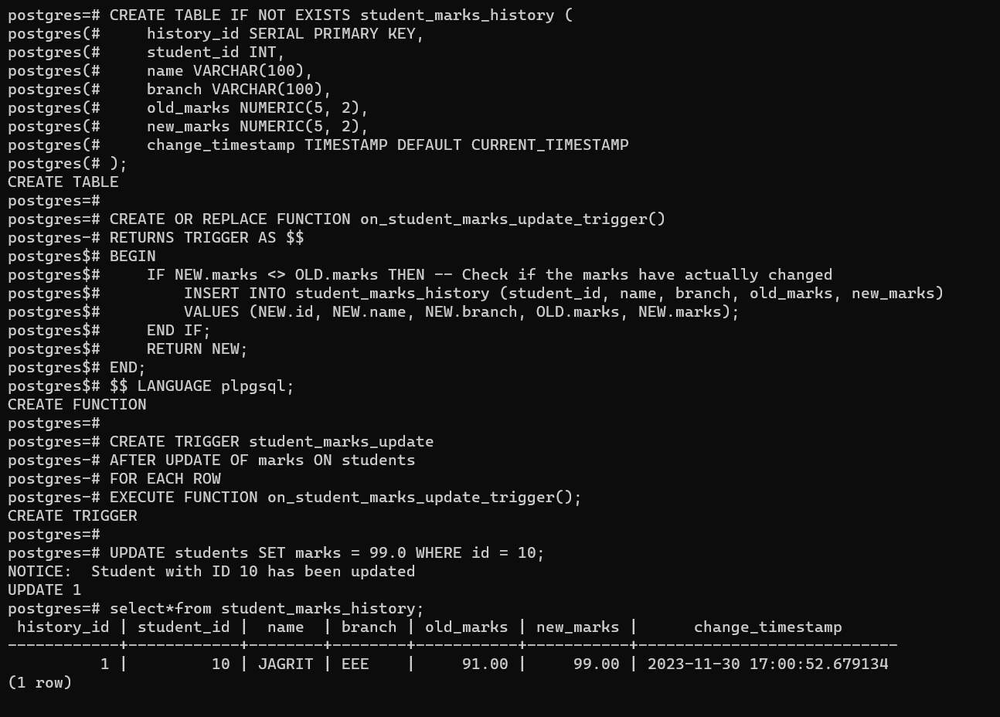 postgres=# CREATE TABLE IF NOT EXISTS student_marks_history (
postgres(#     history_id SERIAL PRIMARY KEY,
postgres(#     student_id INT,
postgres(#     name VARCHAR(100),
postgres(#     branch VARCHAR(100),
postgres(#     old_marks NUMERIC(5, 2),
postgres(#     new_marks NUMERIC(5, 2),
postgres(#     change_timestamp TIMESTAMP DEFAULT CURRENT_TIMESTAMP
postgres(# );
CREATE TABLE
postgres=#
postgres=# CREATE OR REPLACE FUNCTION on_student_marks_update_trigger()
postgres-# RETURNS TRIGGER AS $$
postgres$# BEGIN
postgres$#     IF NEW.marks <> OLD.marks THEN -- Check if the marks have actually changed
postgres$#         INSERT INTO student_marks_history (student_id, name, branch, old_marks, new_marks)
postgres$#         VALUES (NEW.id, NEW.name, NEW.branch, OLD.marks, NEW.marks);
postgres$#     END IF;
postgres$#     RETURN NEW;
postgres$# END;
postgres$# $$ LANGUAGE plpgsql;
CREATE FUNCTION
postgres=#
postgres=# CREATE TRIGGER student_marks_update
postgres-# AFTER UPDATE OF marks ON students
postgres-# FOR EACH ROW
postgres-# EXECUTE FUNCTION on_student_marks_update_trigger();
CREATE TRIGGER
postgres=#
postgres=# UPDATE students SET marks = 99.0 WHERE id = 10;
NOTICE:  Student with ID 10 has been updated
UPDATE 1
postgres=# select*from student_marks_history;
 history_id | student_id |  name  | branch | old_marks | new_marks |      change_timestamp
------------+------------+--------+--------+-----------+-----------+----------------------------
          1 |         10 | JAGRIT | EEE    |     91.00 |     99.00 | 2023-11-30 17:00:52.679134
(1 row)